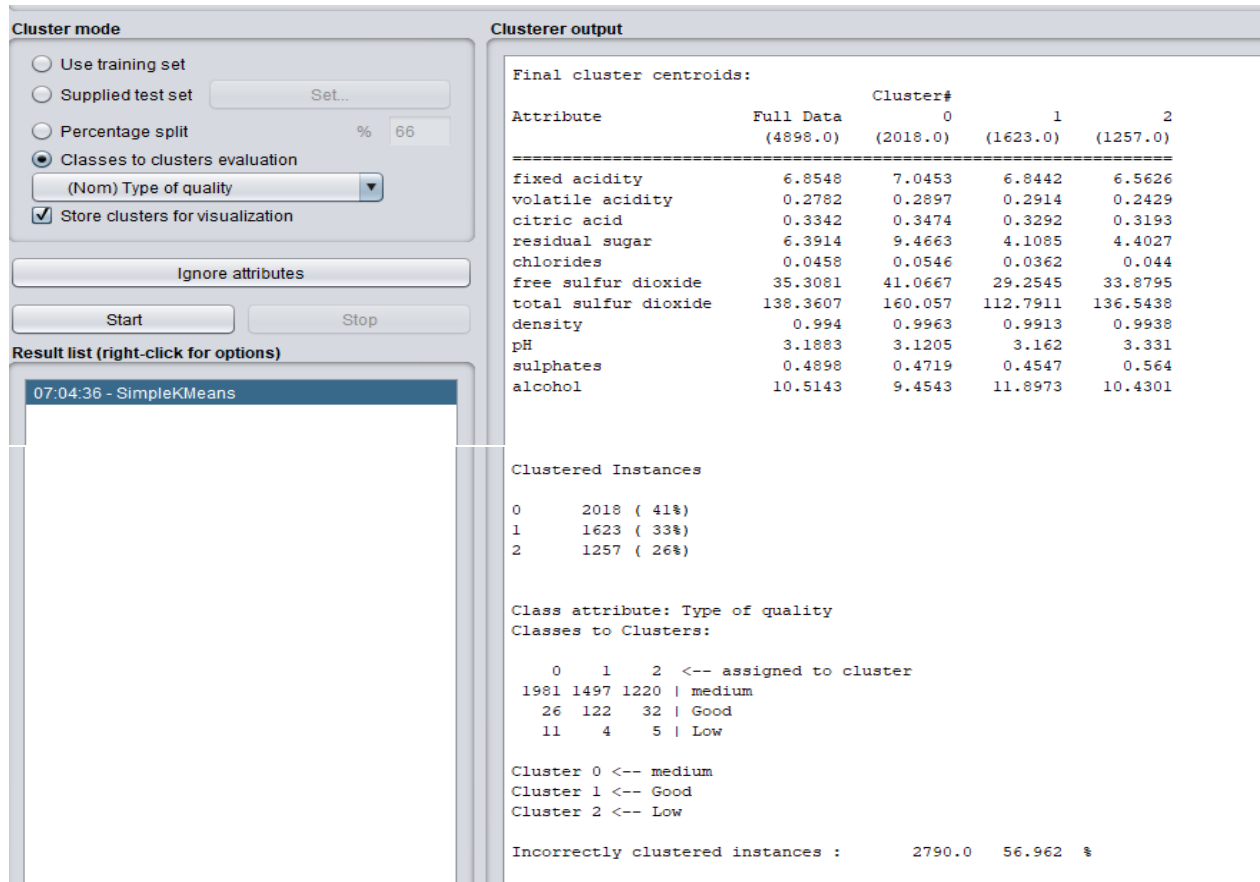 Cluster mode
Use training set
Supplied test set Set...
Percentage split % 66
Classes to clusters evaluation
(Nom) Type of quality
Store clusters for visualization
Ignore attributes
Start Stop
Result list (right-click for options)
07:04:36 - SimpleKMeans
Clusterer output
Final cluster centroids:
Cluster#
Attribute Full Data 0 1 2
(4898.0) (2018.0) (1623.0) (1257.0)
=======================================================================
fixed acidity 6.8548 7.0453 6.8442 6.5626
volatile acidity 0.2782 0.2897 0.2914 0.2429
citric acid 0.3342 0.3474 0.3292 0.3193
residual sugar 6.3914 9.4663 4.1085 4.4027
chlorides 0.0458 0.0546 0.0362 0.044
free sulfur dioxide 35.3081 41.0667 29.2545 33.8795
total sulfur dioxide 138.3607 160.057 112.7911 136.5438
density 0.994 0.9963 0.9913 0.9938
pH 3.1883 3.1205 3.162 3.331
sulphates 0.4898 0.4719 0.4547 0.564
alcohol 10.5143 9.4543 11.8973 10.4301
Clustered Instances
0 2018 ( 41%)
1 1623 ( 33%)
2 1257 ( 26%)
Class attribute: Type of quality
Classes to Clusters:
0 1 2 <-- assigned to cluster
1981 1497 1220 | medium
26 122 32 | Good
11 4 5 | Low
Cluster 0 <-- medium
Cluster 1 <-- Good
Cluster 2 <-- Low
Incorrectly clustered instances : 2790.0 56.962 %